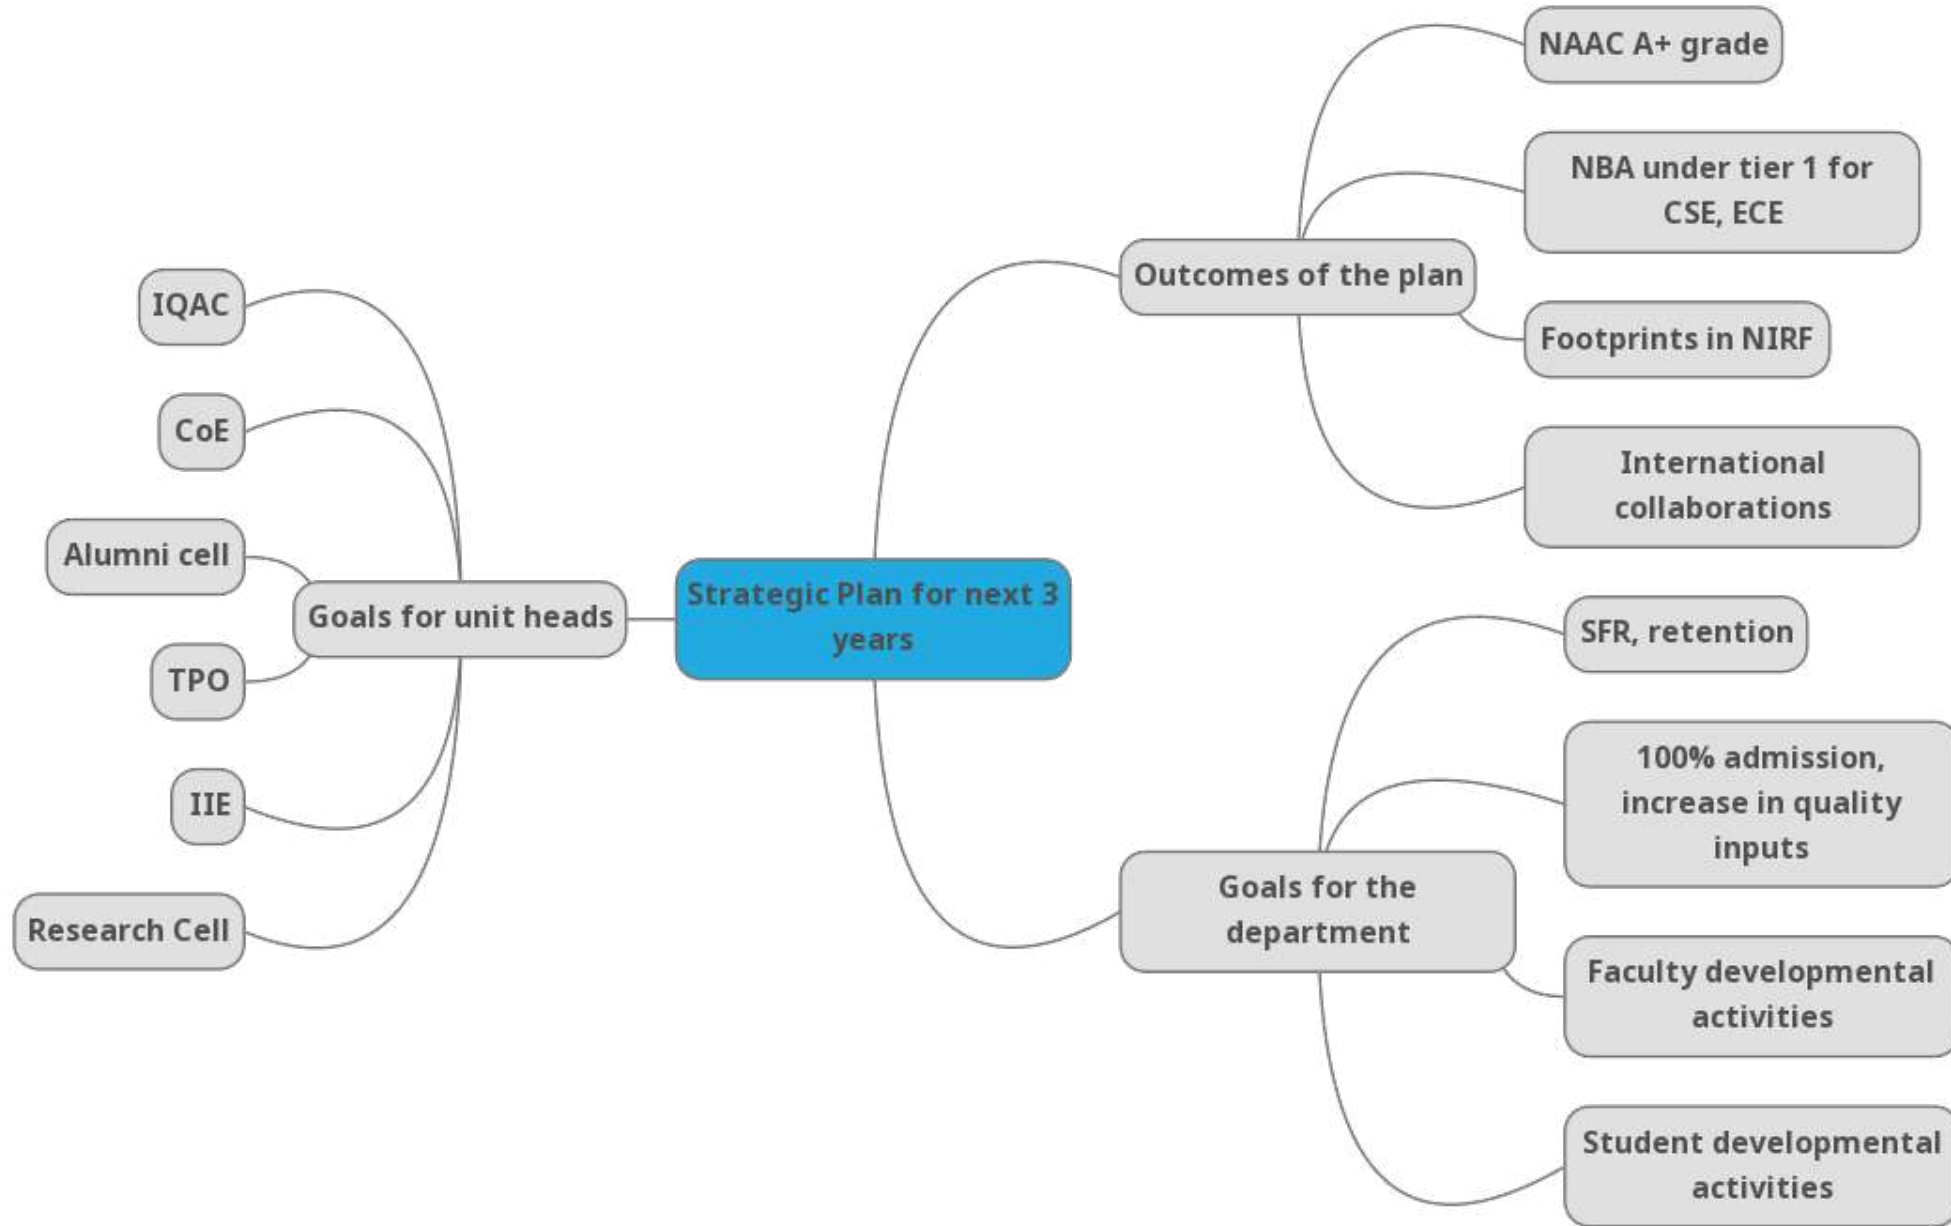 Strategic Plan for next 3
years
Outcomes of the plan
NAAC A+ grade
NBA under tier 1 for
CSE, ECE
Footprints in NIRF
International
collaborations
Goals for the
department
SFR, retention
100% admission,
increase in quality
inputs
Faculty developmental
activities
Student developmental
activities
Goals for unit heads
IQAC
CoE
Alumni cell
TPO
IIE
Research Cell